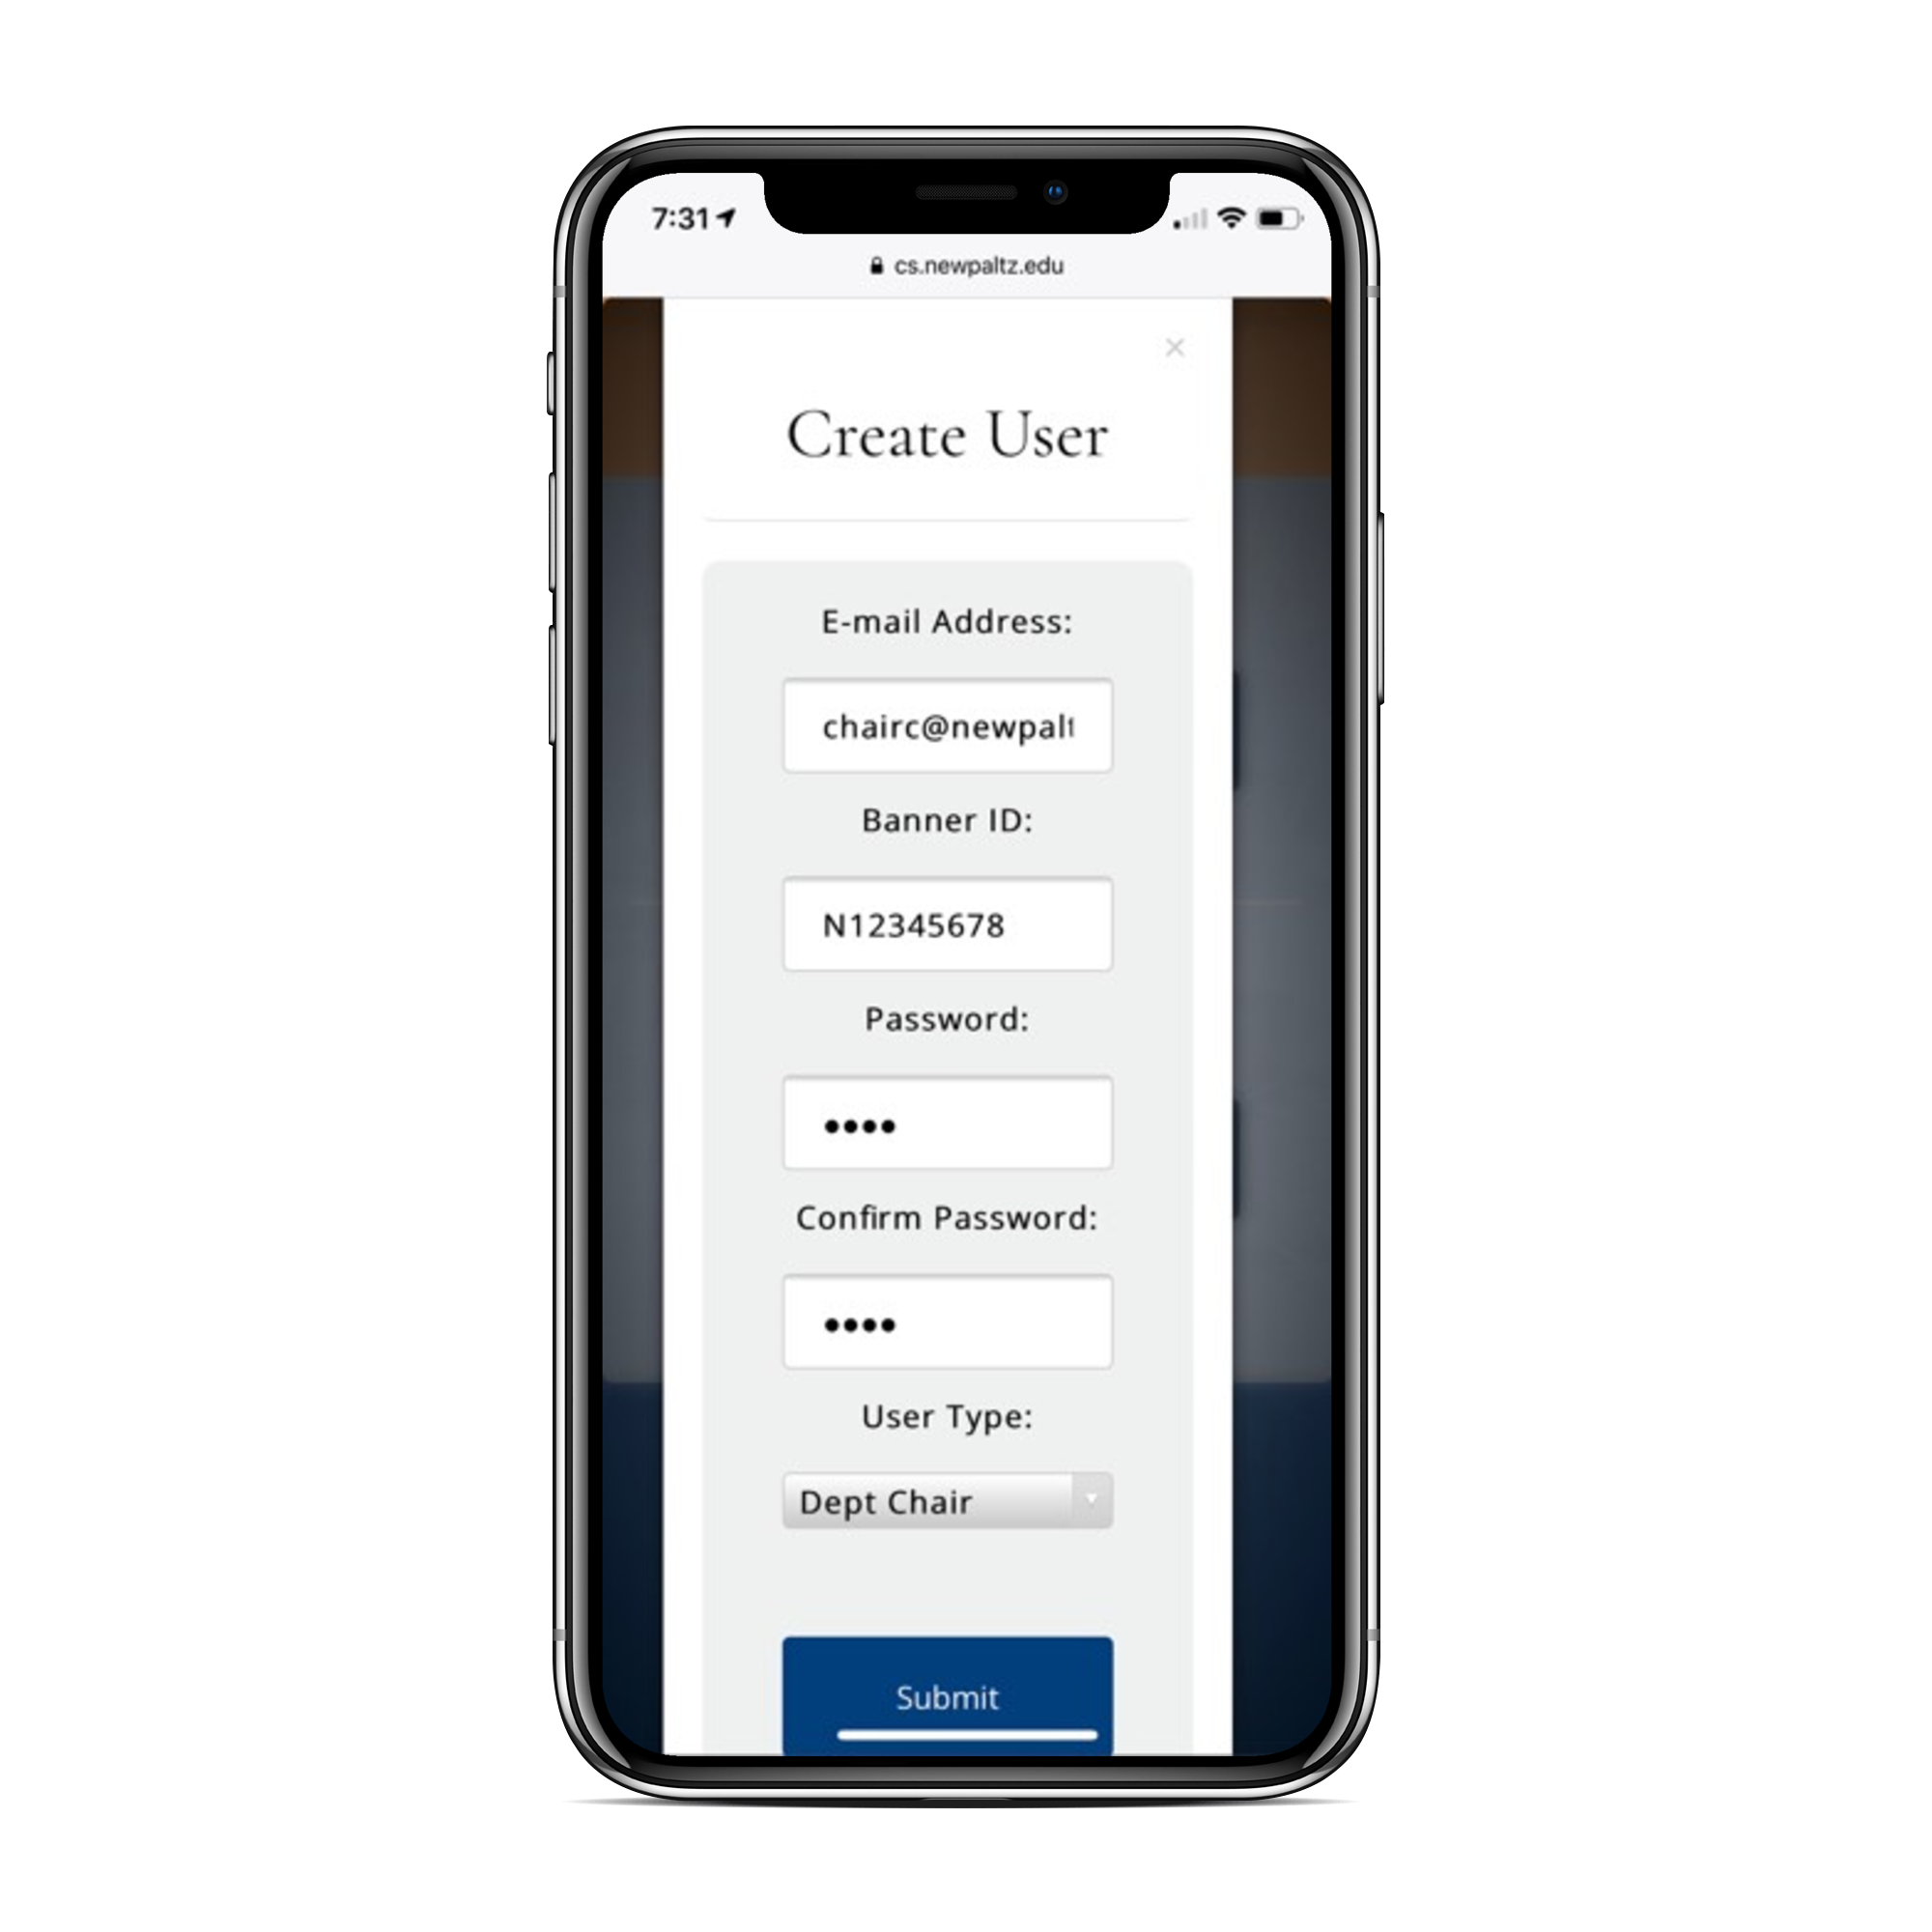 7:31
cs.newpaltz.edu
×
Create User
E-mail Address:
chairc@newpalt
Banner ID:
N12345678
Password:
••••
Confirm Password:
••••
User Type:
Dept Chair
Submit